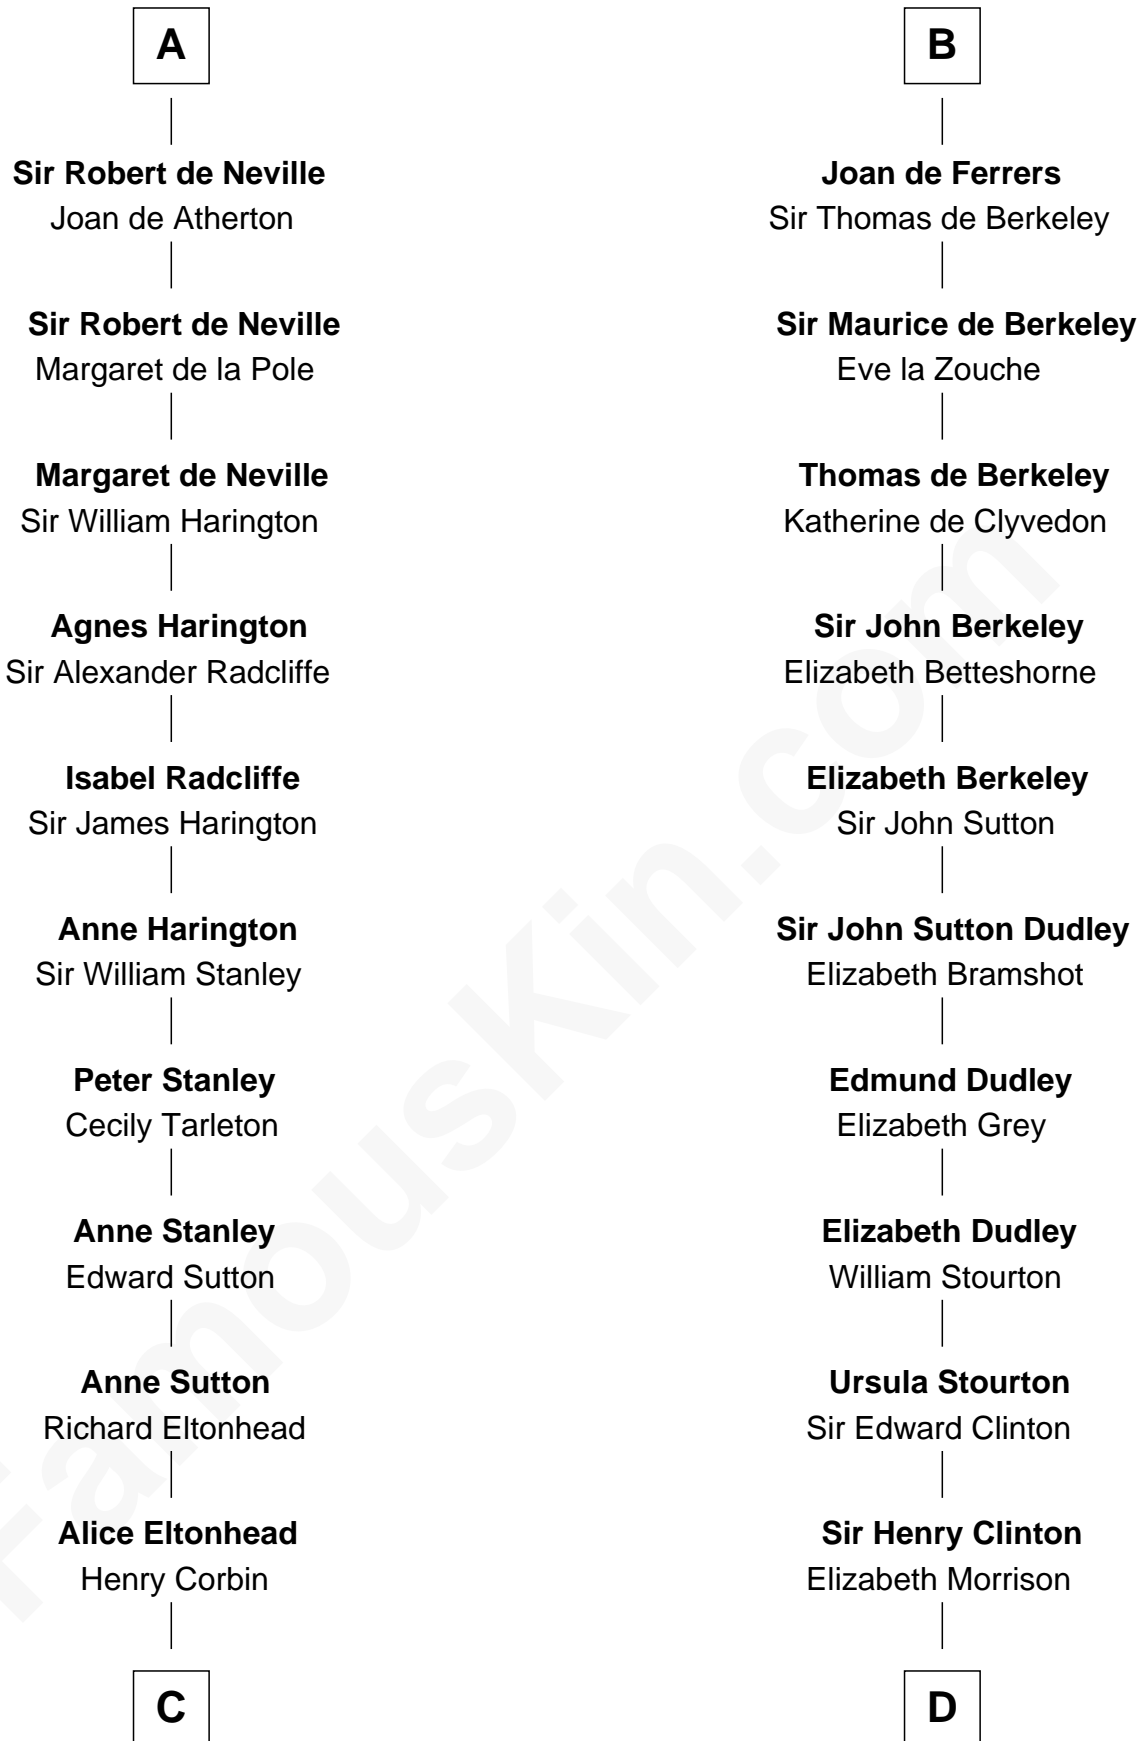 A
Sir Robert de Neville
Joan de Atherton
Sir Robert de Neville
Margaret de la Pole
Margaret de Neville
Sir William Harington
Agnes Harington
Sir Alexander Radcliffe
Isabel Radcliffe
Sir James Harington
Anne Harington
Sir William Stanley
Peter Stanley
Cecily Tarleton
Anne Stanley
Edward Sutton
Anne Sutton
Richard Eltonhead
Alice Eltonhead
Henry Corbin
C
B
Joan de Ferrers
Sir Thomas de Berkeley
Sir Maurice de Berkeley
Eve la Zouche
Thomas de Berkeley
Katherine de Clyvedon
Sir John Berkeley
Elizabeth Betteshorne
Elizabeth Berkeley
Sir John Sutton
Sir John Sutton Dudley
Elizabeth Bramshot
Edmund Dudley
Elizabeth Grey
Elizabeth Dudley
William Stourton
Ursula Stourton
Sir Edward Clinton
Sir Henry Clinton
Elizabeth Morrison
D
FamousKin.com